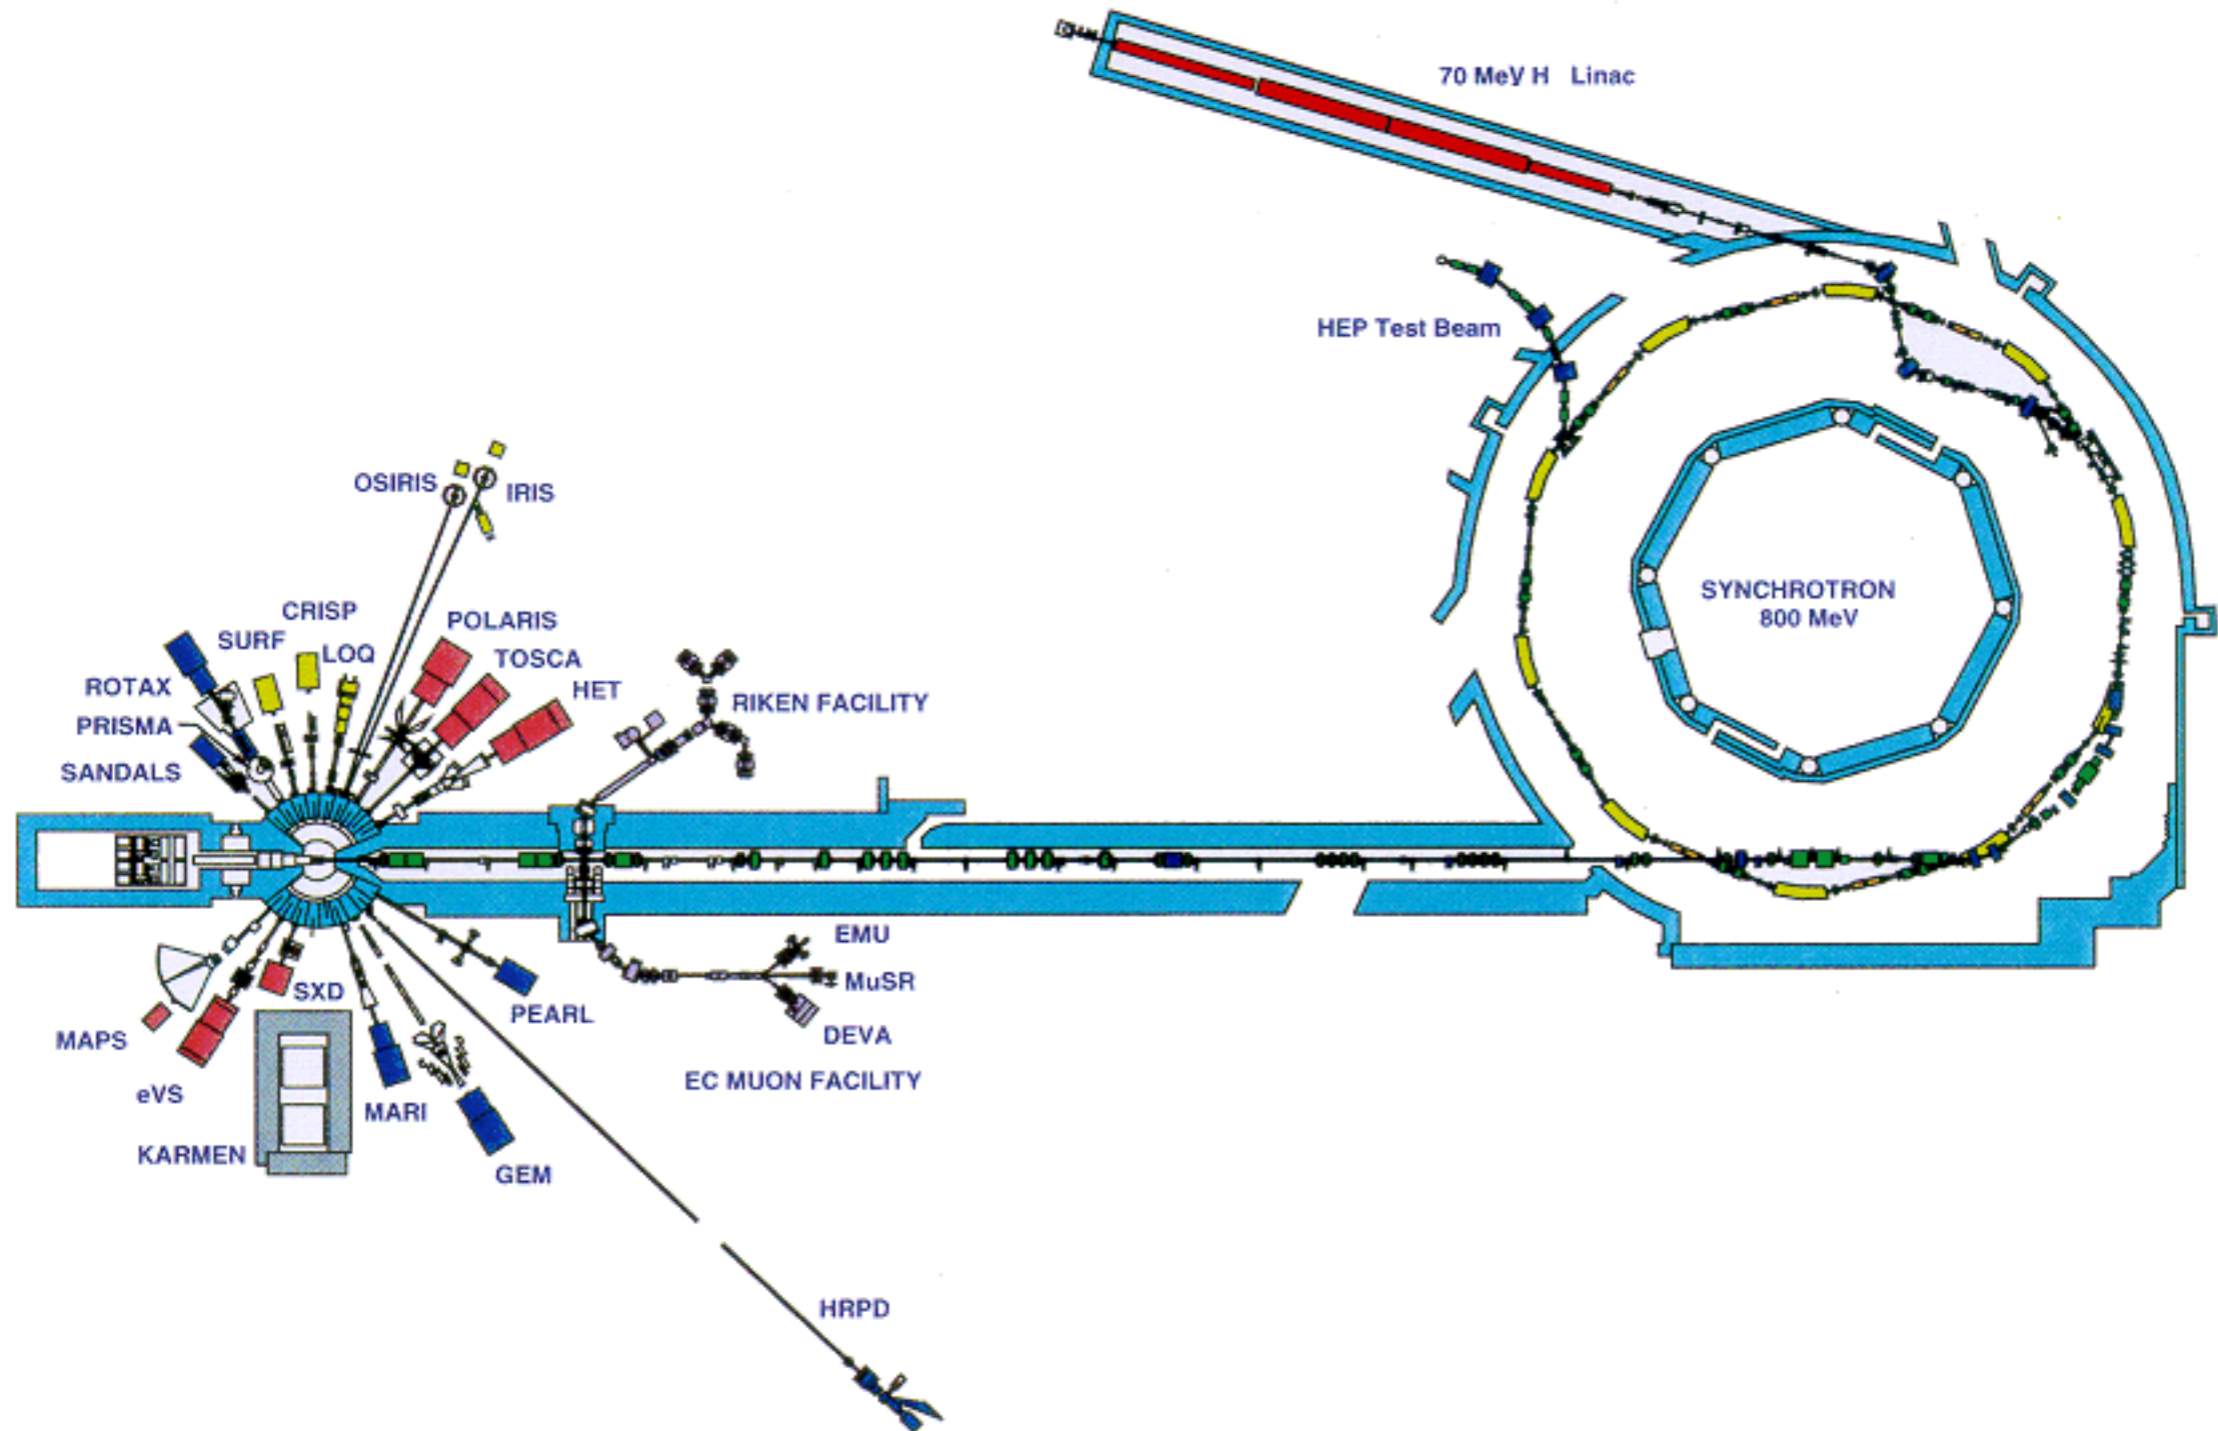 70 MeV H Linac
HEP Test Beam
OSIRIS
IRIS
SYNCHROTRON
800 MeV
CRISP
SURF
LOQ
POLARIS
TOSCA
HET
ROTAX
PRISMA
SANDALS
RIKEN FACILITY
EMU
MuSR
DEVA
EC MUON FACILITY
PEARL
SXD
MAPS
eVS
MARI
KARMEN
GEM
HRPD